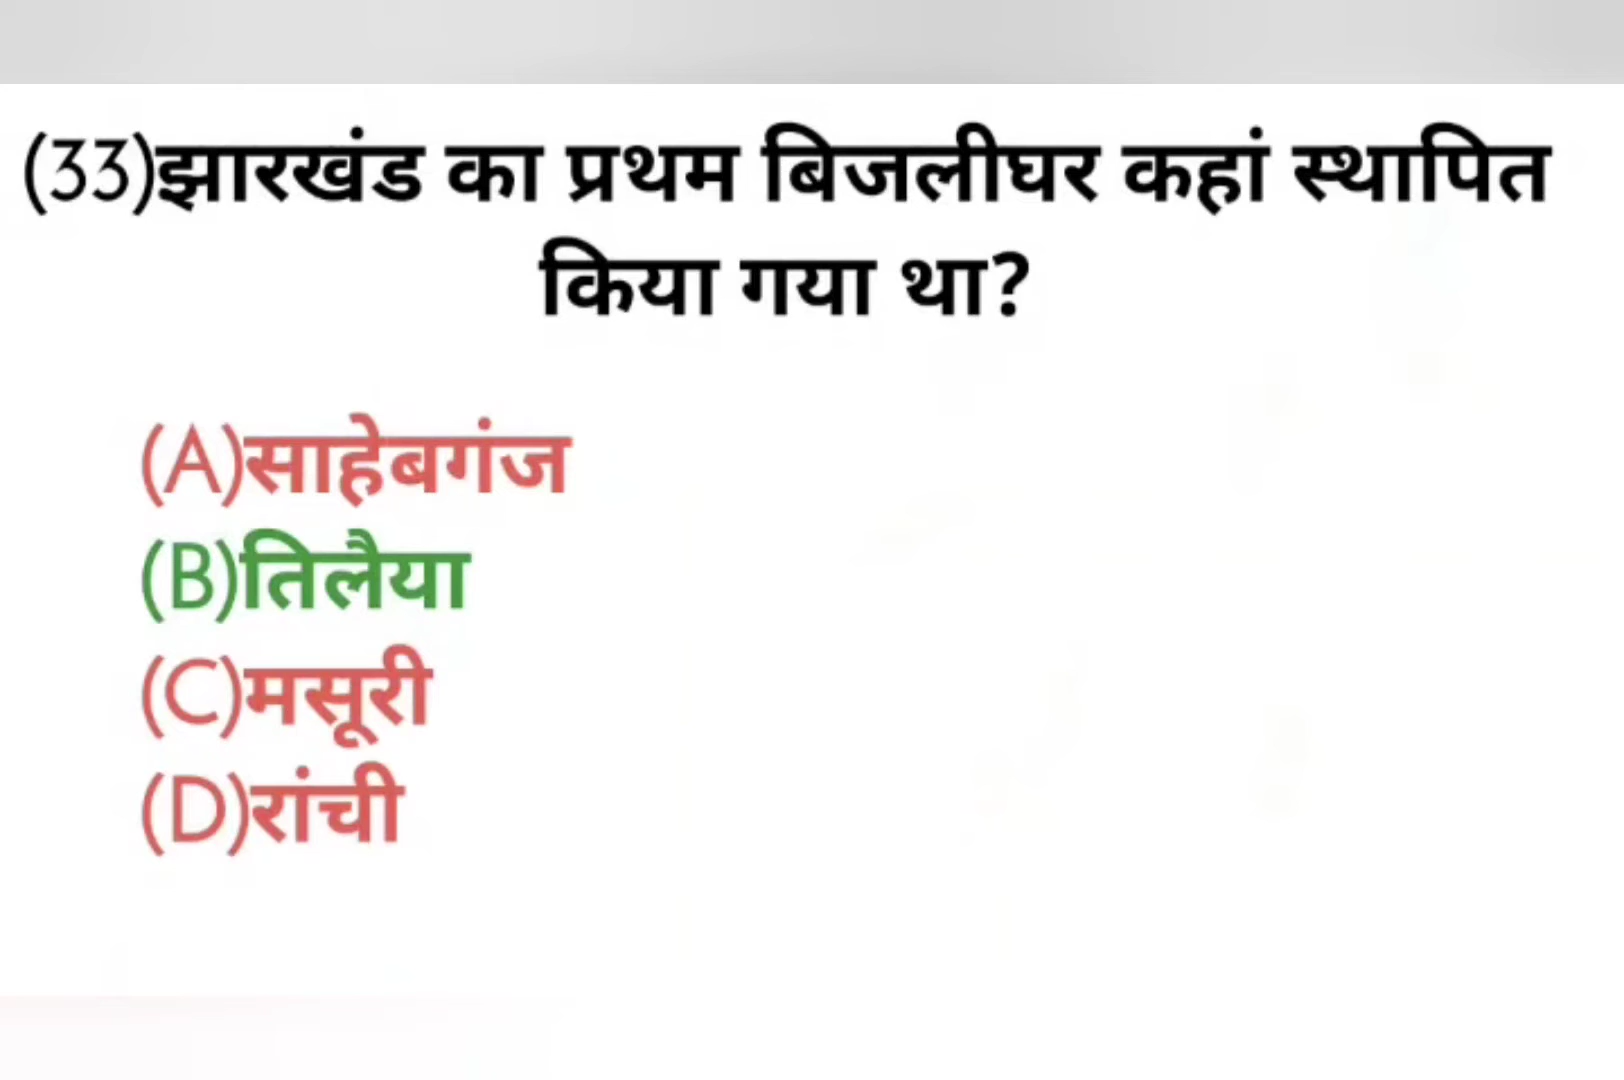 (33)झारखंड का प्रथम बिजलीघर कहां स्थापित
किया गया था?
(A)साहेबगंज
(B)तिलैया
(C)मसूरी
(D)रांची